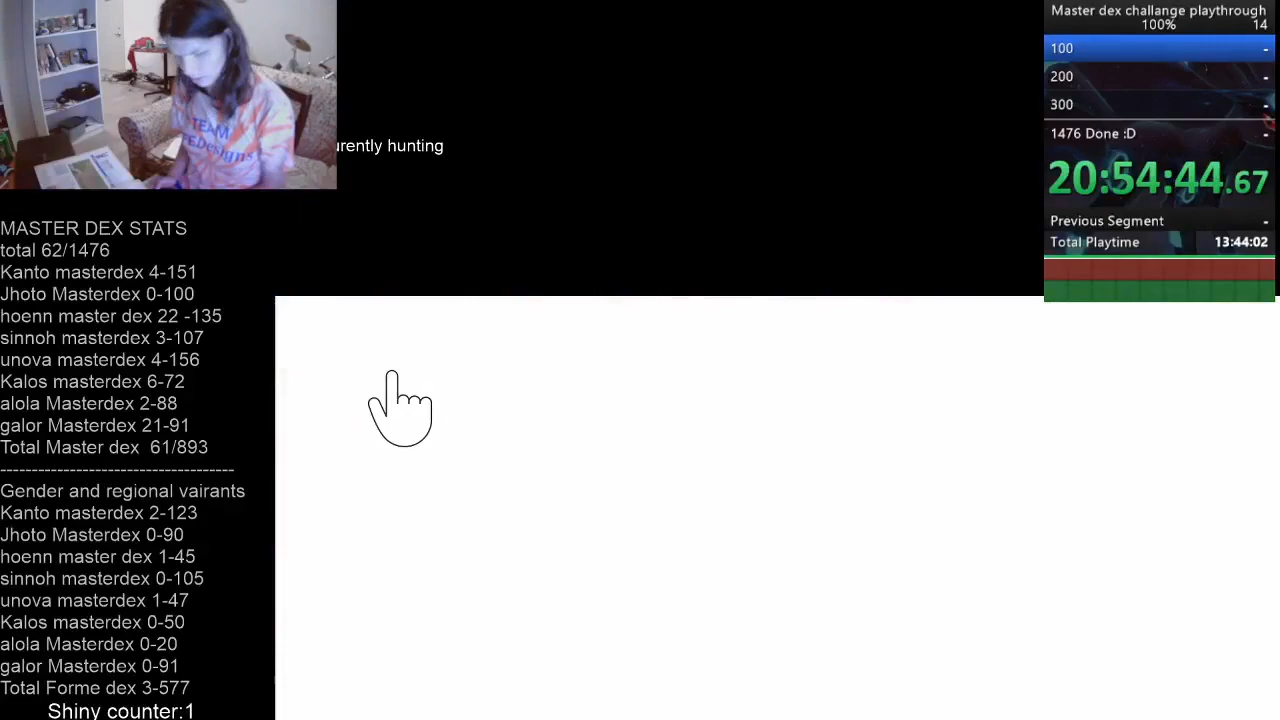 Master dex challange playthrough
100% 14
100 -
200 -
300 -
1476 Done :D -
20:54:44.67
Previous Segment -
Total Playtime 13:44:02
TEAM
urently hunting
MASTER DEX STATS
total 62/1476
Kanto masterdex 4-151
Jhoto Masterdex 0-100
hoenn master dex 22 -135
sinnoh masterdex 3-107
unova masterdex 4-156
Kalos masterdex 6-72
alola Masterdex 2-88
galor Masterdex 21-91
Total Master dex 61/893
------------------------------------
Gender and regional vairants
Kanto masterdex 2-123
Jhoto Masterdex 0-90
hoenn master dex 1-45
sinnoh masterdex 0-105
unova masterdex 1-47
Kalos masterdex 0-50
alola Masterdex 0-20
galor Masterdex 0-91
Total Forme dex 3-577
Shiny counter:1